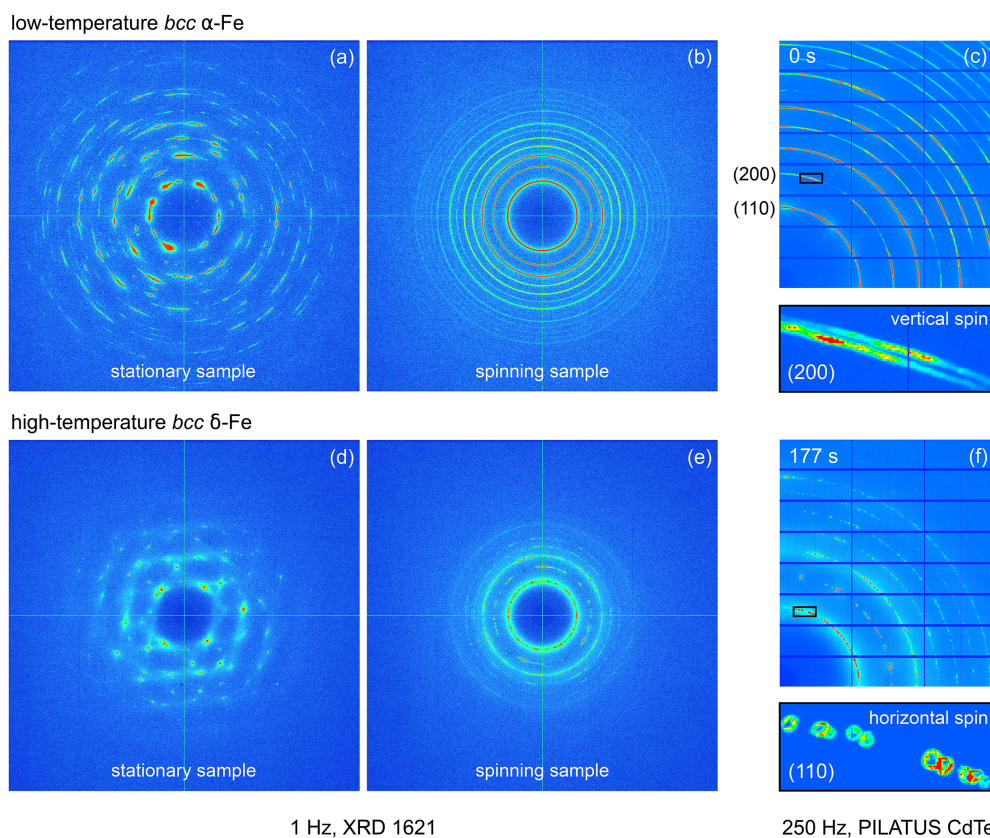 low-temperature bcc α-Fe
(a)
stationary sample
(b)
spinning sample
0 s
(c)
(200)
(110)
vertical spin
(200)
high-temperature bcc δ-Fe
(d)
stationary sample
(e)
spinning sample
177 s
(f)
horizontal spin
(110)
1 Hz, XRD 1621
250 Hz, PILATUS CdTe